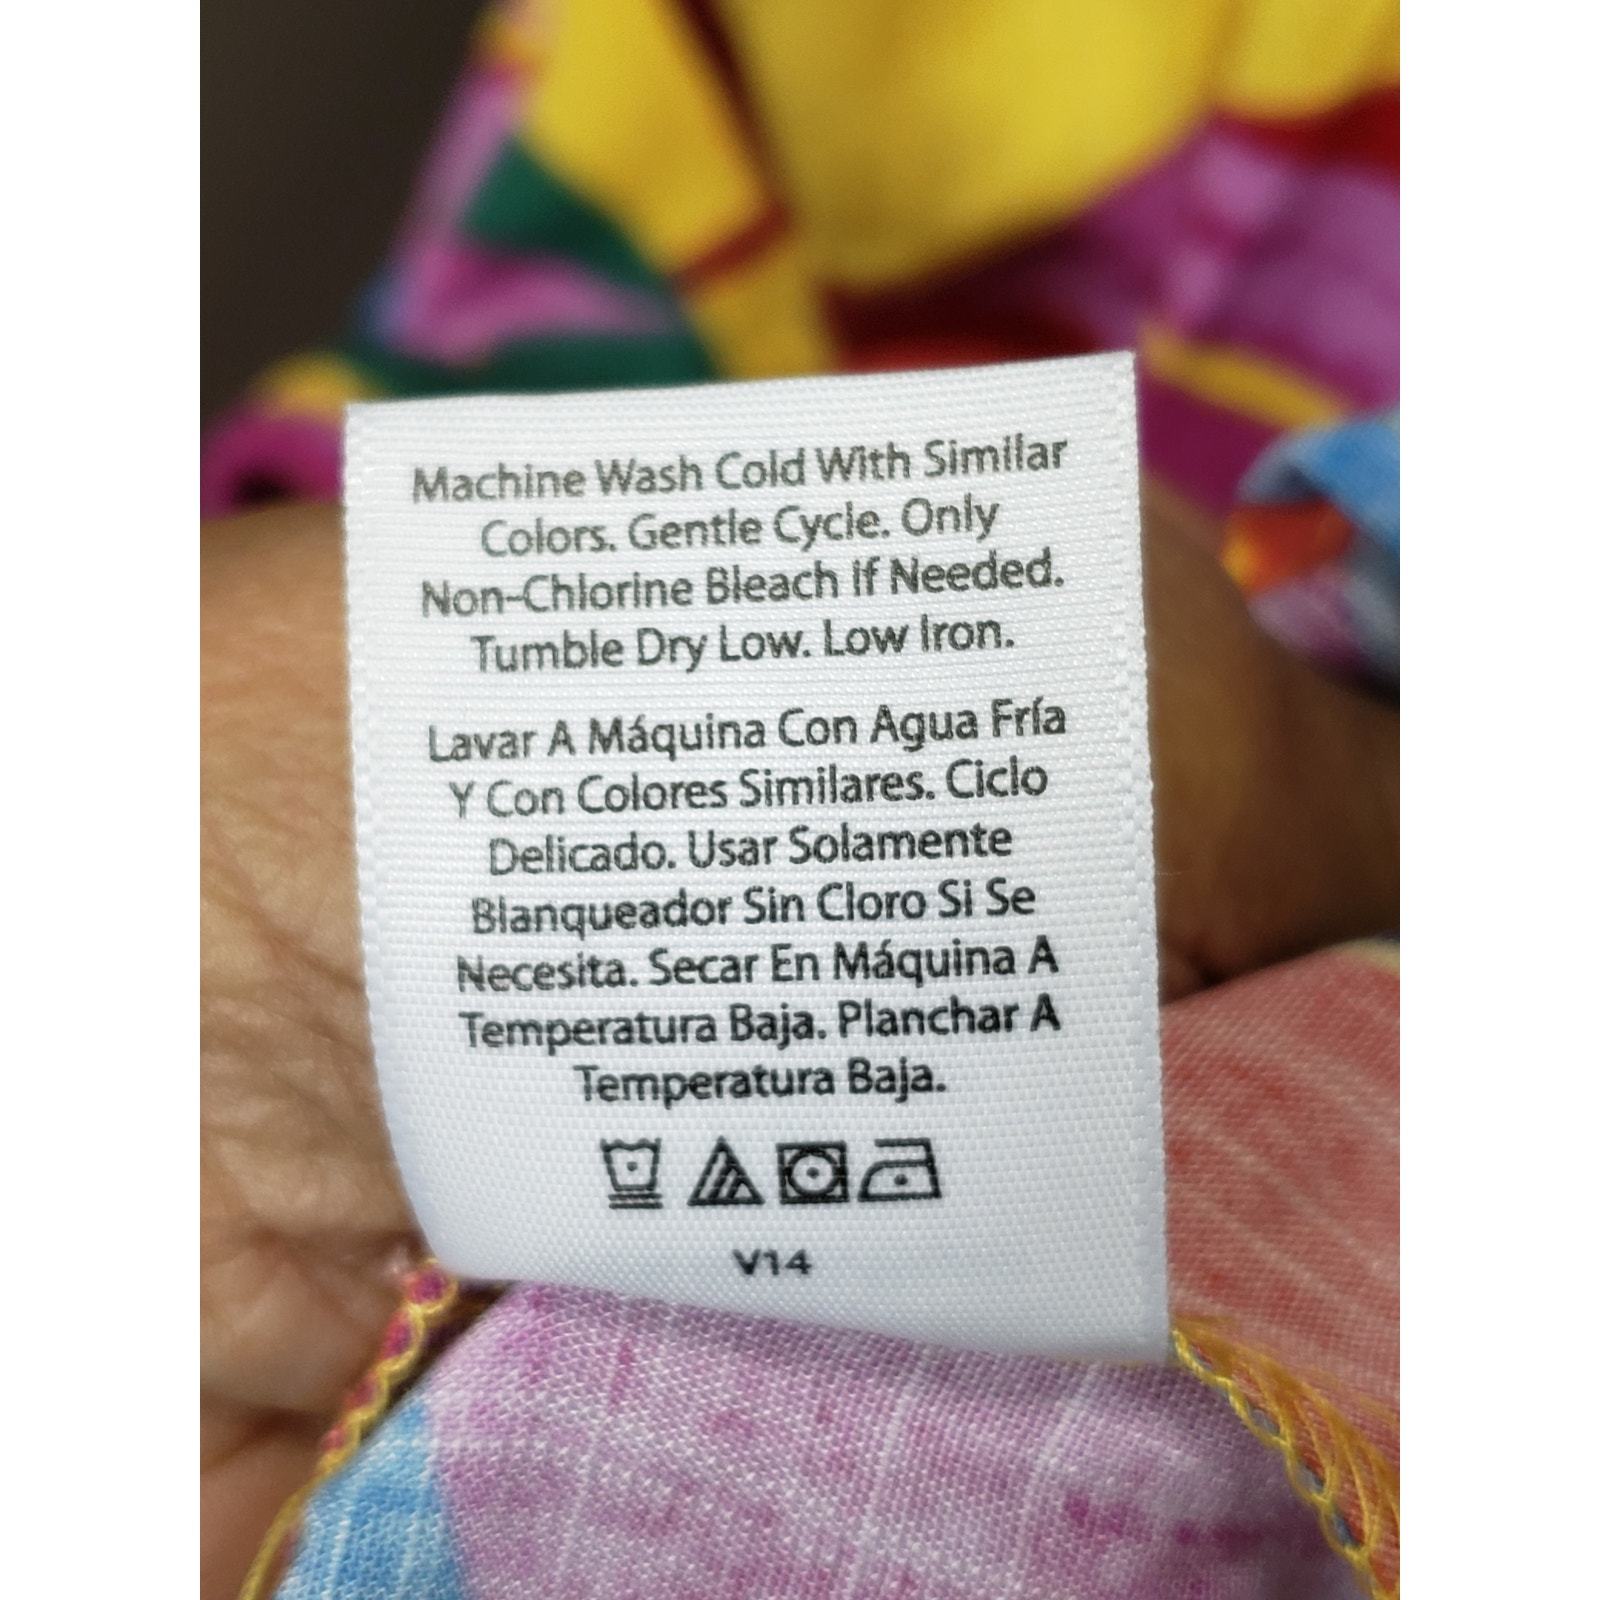 Machine Wash Cold With Similar
Colors. Gentle Cycle. Only
Non-Chlorine Bleach If Needed.
Tumble Dry Low. Low Iron.
Lavar A Máquina Con Agua Fría
Y Con Colores Similares. Ciclo
Delicado. Usar Solamente
Blanqueador Sin Cloro Si Se
Necesita. Secar En Máquina A
Temperatura Baja. Planchar A
Temperatura Baja.
V14